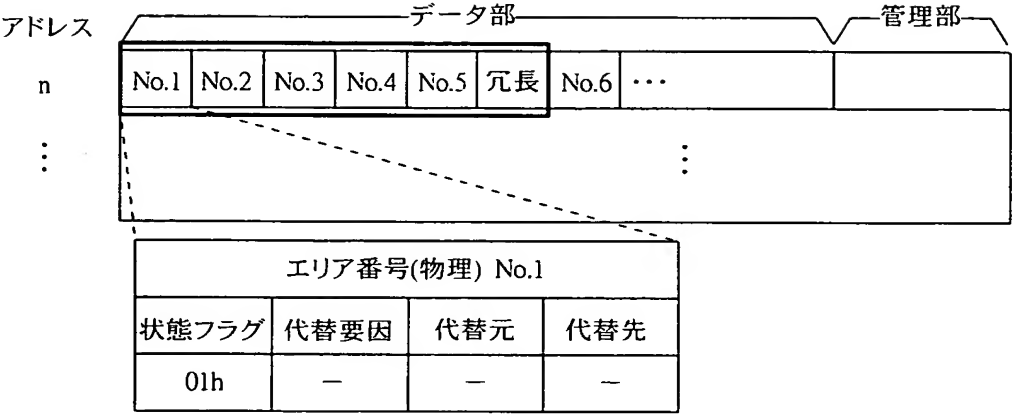 アドレス データ部 管理部
n No.1 No.2 No.3 No.4 No.5 冗長 No.6 ⋯
⋮ ⋮
エリア番号(物理) No.1
状態フラグ 代替要因 代替元 代替先
01h − − −